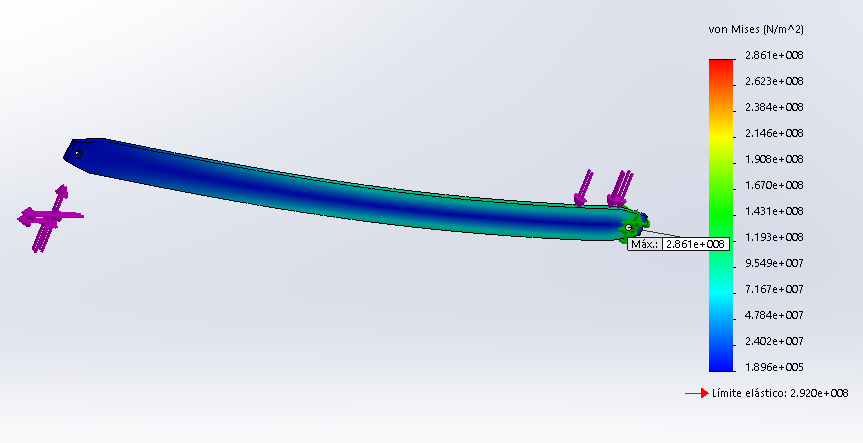 von Mises (N/m^2)
2.861e+008
2.623e+008
2.384e+008
2.146e+008
1.908e+008
1.670e+008
1.431e+008
1.193e+008
9.549e+007
7.167e+007
4.784e+007
2.402e+007
1.896e+005
Máx.: 2.861e+008
Límite elástico: 2.920e+008